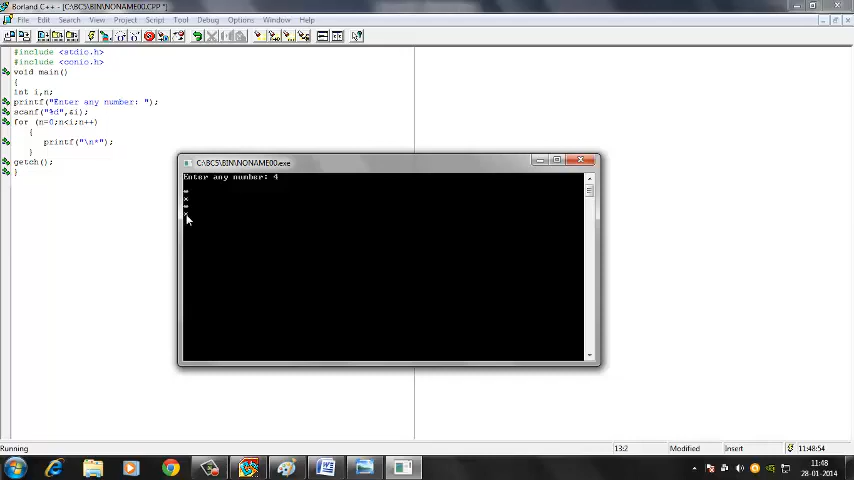 Borland C++ - [C:\BC5\BIN\NONAME00.CPP *]
File Edit Search View Project Script Tool Debug Options Window Help
#include <stdio.h>
#include <conio.h>
void main()
{
int i,n;
printf("Enter any number: ");
scanf("%d",&i);
for (n=0;n<i;n++)
{
printf("\n*");
}
getch();
}
C:\BC5\BIN\NONAME00.exe
Enter any number: 4
*
*
*
*
Running 13:2 Modified Insert 11:48:54
11:48
28-01-2014